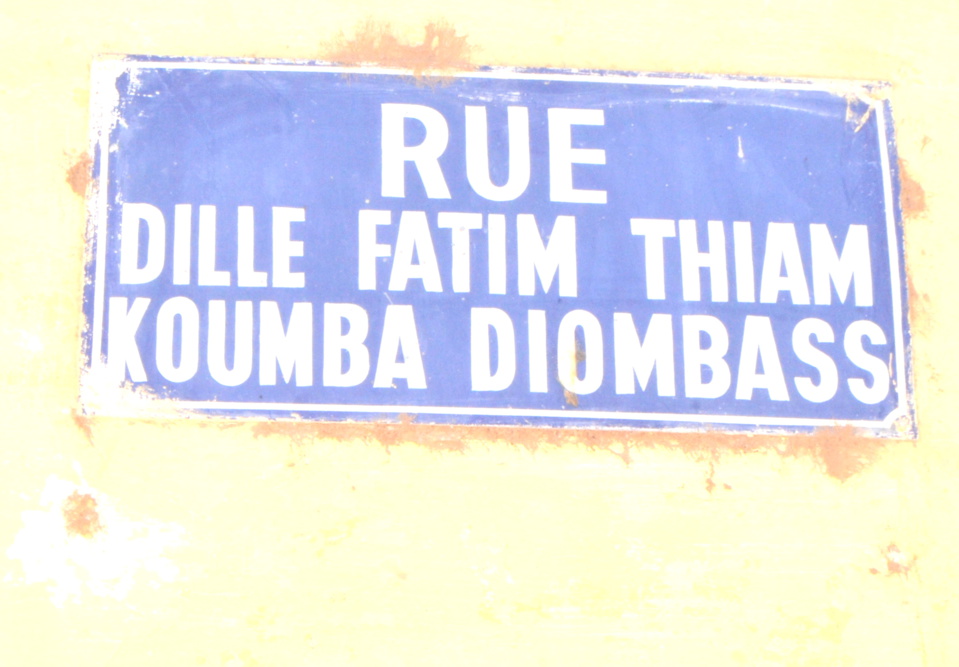 RUE
DILLE FATIM THIAM
KOUMBA DIOMBASS